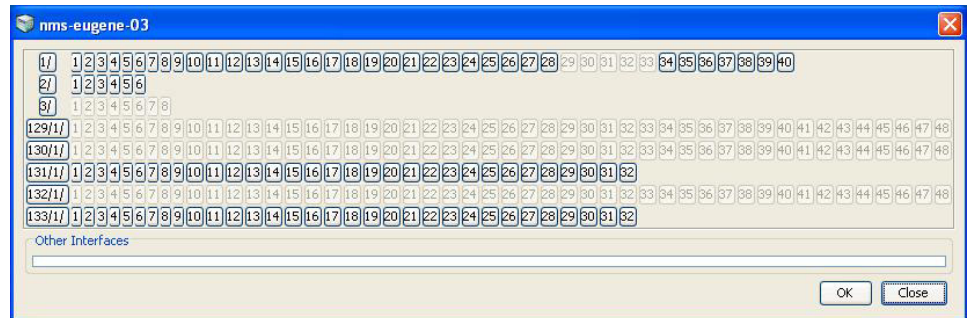 nms-eugene-03
1/ 1 2 3 4 5 6 7 8 9 10 11 12 13 14 15 16 17 18 19 20 21 22 23 24 25 26 27 28 29 30 31 32 33 34 35 36 37 38 39 40
2/ 1 2 3 4 5 6
3/ 1 2 3 4 5 6 7 8
129/1/ 1 2 3 4 5 6 7 8 9 10 11 12 13 14 15 16 17 18 19 20 21 22 23 24 25 26 27 28 29 30 31 32 33 34 35 36 37 38 39 40 41 42 43 44 45 46 47 48
130/1/ 1 2 3 4 5 6 7 8 9 10 11 12 13 14 15 16 17 18 19 20 21 22 23 24 25 26 27 28 29 30 31 32 33 34 35 36 37 38 39 40 41 42 43 44 45 46 47 48
131/1/ 1 2 3 4 5 6 7 8 9 10 11 12 13 14 15 16 17 18 19 20 21 22 23 24 25 26 27 28 29 30 31 32
132/1/ 1 2 3 4 5 6 7 8 9 10 11 12 13 14 15 16 17 18 19 20 21 22 23 24 25 26 27 28 29 30 31 32 33 34 35 36 37 38 39 40 41 42 43 44 45 46 47 48
133/1/ 1 2 3 4 5 6 7 8 9 10 11 12 13 14 15 16 17 18 19 20 21 22 23 24 25 26 27 28 29 30 31 32
Other Interfaces
OK Close